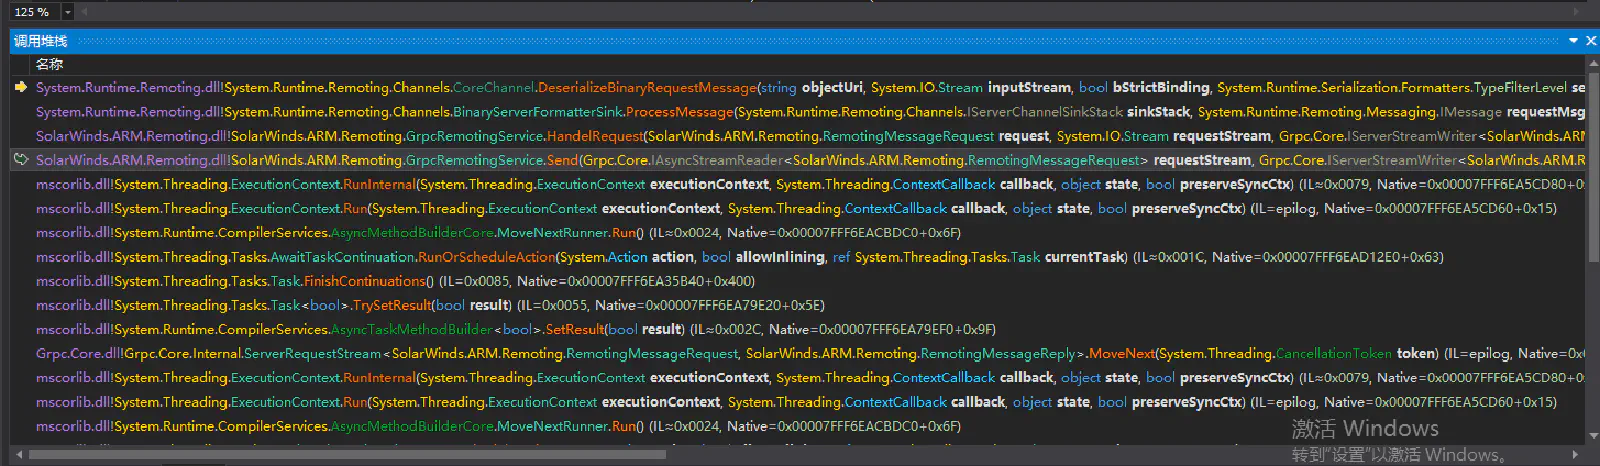 125 %
调用堆栈
名称
System.Runtime.Remoting.dll!System.Runtime.Remoting.Channels.CoreChannel.DeserializeBinaryRequestMessage(string objectUri, System.IO.Stream inputStream, bool bStrictBinding, System.Runtime.Serialization.Formatters.TypeFilterLevel se
System.Runtime.Remoting.dll!System.Runtime.Remoting.Channels.BinaryServerFormatterSink.ProcessMessage(System.Runtime.Remoting.Channels.IServerChannelSinkStack sinkStack, System.Runtime.Remoting.Messaging.IMessage requestMsg
SolarWinds.ARM.Remoting.dll!SolarWinds.ARM.Remoting.GrpcRemotingService.HandelRequest(SolarWinds.ARM.Remoting.RemotingMessageRequest request, System.IO.Stream requestStream, Grpc.Core.IServerStreamWriter<SolarWinds.ARM
SolarWinds.ARM.Remoting.dll!SolarWinds.ARM.Remoting.GrpcRemotingService.Send(Grpc.Core.IAsyncStreamReader<SolarWinds.ARM.Remoting.RemotingMessageRequest> requestStream, Grpc.Core.IServerStreamWriter<SolarWinds.ARM.R
mscorlib.dll!System.Threading.ExecutionContext.RunInternal(System.Threading.ExecutionContext executionContext, System.Threading.ContextCallback callback, object state, bool preserveSyncCtx) (IL≈0x0079, Native=0x00007FFF6EA5CD80+0
mscorlib.dll!System.Threading.ExecutionContext.Run(System.Threading.ExecutionContext executionContext, System.Threading.ContextCallback callback, object state, bool preserveSyncCtx) (IL=epilog, Native=0x00007FFF6EA5CD60+0x15)
mscorlib.dll!System.Runtime.CompilerServices.AsyncMethodBuilderCore.MoveNextRunner.Run() (IL≈0x0024, Native=0x00007FFF6EACBDC0+0x6F)
mscorlib.dll!System.Threading.Tasks.AwaitTaskContinuation.RunOrScheduleAction(System.Action action, bool allowInlining, ref System.Threading.Tasks.Task currentTask) (IL≈0x001C, Native=0x00007FFF6EAD12E0+0x63)
mscorlib.dll!System.Threading.Tasks.Task.FinishContinuations() (IL=0x0085, Native=0x00007FFF6EA35B40+0x400)
mscorlib.dll!System.Threading.Tasks.Task<bool>.TrySetResult(bool result) (IL=0x0055, Native=0x00007FFF6EA79E20+0x5E)
mscorlib.dll!System.Runtime.CompilerServices.AsyncTaskMethodBuilder<bool>.SetResult(bool result) (IL≈0x002C, Native=0x00007FFF6EA79EF0+0x9F)
Grpc.Core.dll!Grpc.Core.Internal.ServerRequestStream<SolarWinds.ARM.Remoting.RemotingMessageRequest, SolarWinds.ARM.Remoting.RemotingMessageReply>.MoveNext(System.Threading.CancellationToken token) (IL=epilog, Native=0x0
mscorlib.dll!System.Threading.ExecutionContext.RunInternal(System.Threading.ExecutionContext executionContext, System.Threading.ContextCallback callback, object state, bool preserveSyncCtx) (IL≈0x0079, Native=0x00007FFF6EA5CD80+0
mscorlib.dll!System.Threading.ExecutionContext.Run(System.Threading.ExecutionContext executionContext, System.Threading.ContextCallback callback, object state, bool preserveSyncCtx) (IL=epilog, Native=0x00007FFF6EA5CD60+0x15)
mscorlib.dll!System.Runtime.CompilerServices.AsyncMethodBuilderCore.MoveNextRunner.Run() (IL≈0x0024, Native=0x00007FFF6EACBDC0+0x6F)
激活 Windows
转到"设置"以激活 Windows。